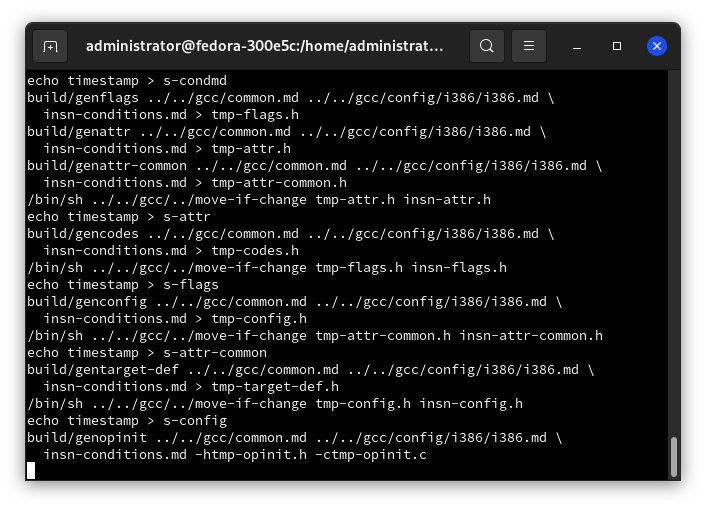 administrator@fedora-300e5c:/home/administrat...
echo timestamp > s-condmd
build/genflags ../../gcc/common.md ../../gcc/config/i386/i386.md \
  insn-conditions.md > tmp-flags.h
build/genattr ../../gcc/common.md ../../gcc/config/i386/i386.md \
  insn-conditions.md > tmp-attr.h
build/genattr-common ../../gcc/common.md ../../gcc/config/i386/i386.md \
  insn-conditions.md > tmp-attr-common.h
/bin/sh ../../gcc/../move-if-change tmp-attr.h insn-attr.h
echo timestamp > s-attr
build/gencodes ../../gcc/common.md ../../gcc/config/i386/i386.md \
  insn-conditions.md > tmp-codes.h
/bin/sh ../../gcc/../move-if-change tmp-flags.h insn-flags.h
echo timestamp > s-flags
build/genconfig ../../gcc/common.md ../../gcc/config/i386/i386.md \
  insn-conditions.md > tmp-config.h
/bin/sh ../../gcc/../move-if-change tmp-attr-common.h insn-attr-common.h
echo timestamp > s-attr-common
build/gentarget-def ../../gcc/common.md ../../gcc/config/i386/i386.md \
  insn-conditions.md > tmp-target-def.h
/bin/sh ../../gcc/../move-if-change tmp-config.h insn-config.h
echo timestamp > s-config
build/genopinit ../../gcc/common.md ../../gcc/config/i386/i386.md \
  insn-conditions.md -htmp-opinit.h -ctmp-opinit.c